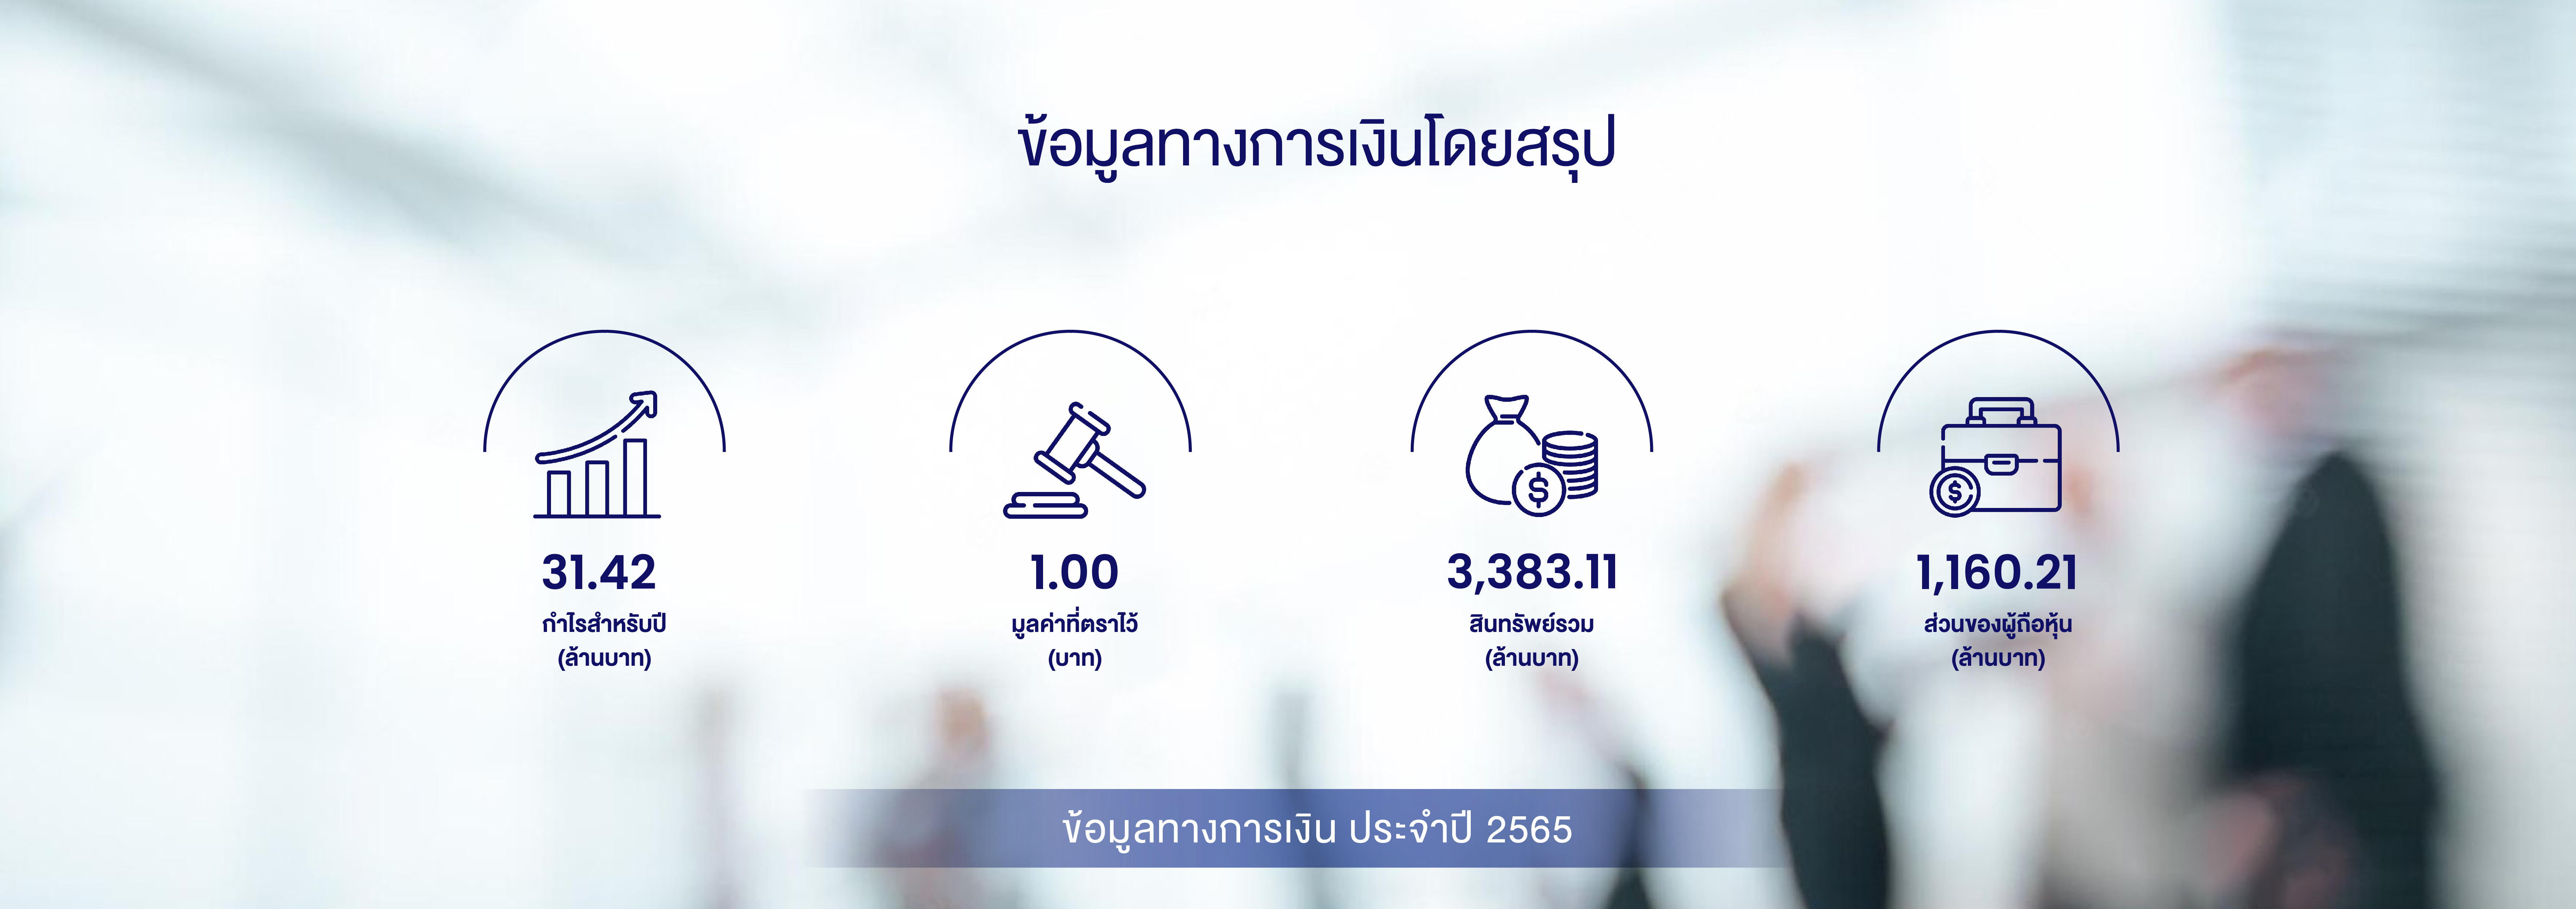 ข้อมูลทางการเงินโดยสรุป
31.42
กำไรสำหรับปี
(ล้านบาท)
1.00
มูลค่าที่ตราไว้
(บาท)
3,383.11
สินทรัพย์รวม
(ล้านบาท)
1,160.21
ส่วนของผู้ถือหุ้น
(ล้านบาท)
ข้อมูลทางการเงิน ประจำปี 2565